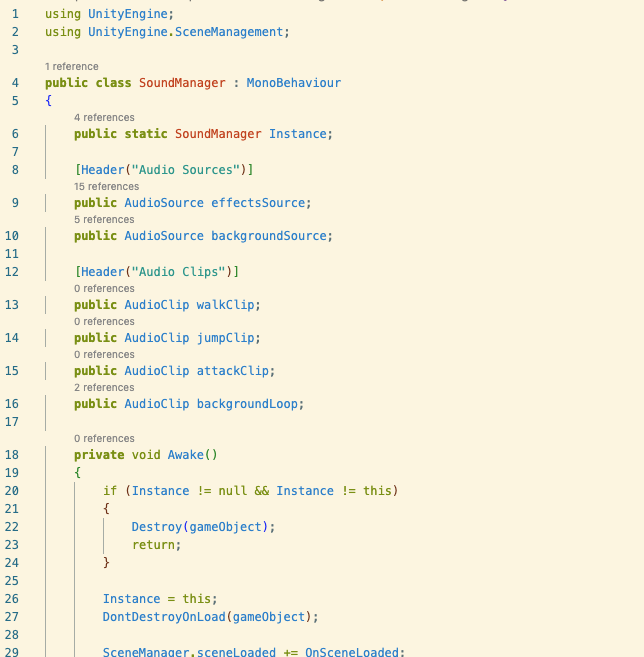 1 using UnityEngine;
2 using UnityEngine.SceneManagement;
3
1 reference
4 public class SoundManager : MonoBehaviour
5 {
4 references
6 public static SoundManager Instance;
7
8 [Header("Audio Sources")]
15 references
9 public AudioSource effectsSource;
5 references
10 public AudioSource backgroundSource;
11
12 [Header("Audio Clips")]
0 references
13 public AudioClip walkClip;
0 references
14 public AudioClip jumpClip;
0 references
15 public AudioClip attackClip;
2 references
16 public AudioClip backgroundLoop;
17
0 references
18 private void Awake()
19 {
20 if (Instance != null && Instance != this)
21 {
22 Destroy(gameObject);
23 return;
24 }
25
26 Instance = this;
27 DontDestroyOnLoad(gameObject);
28
29 SceneManager.sceneLoaded += OnSceneLoaded;